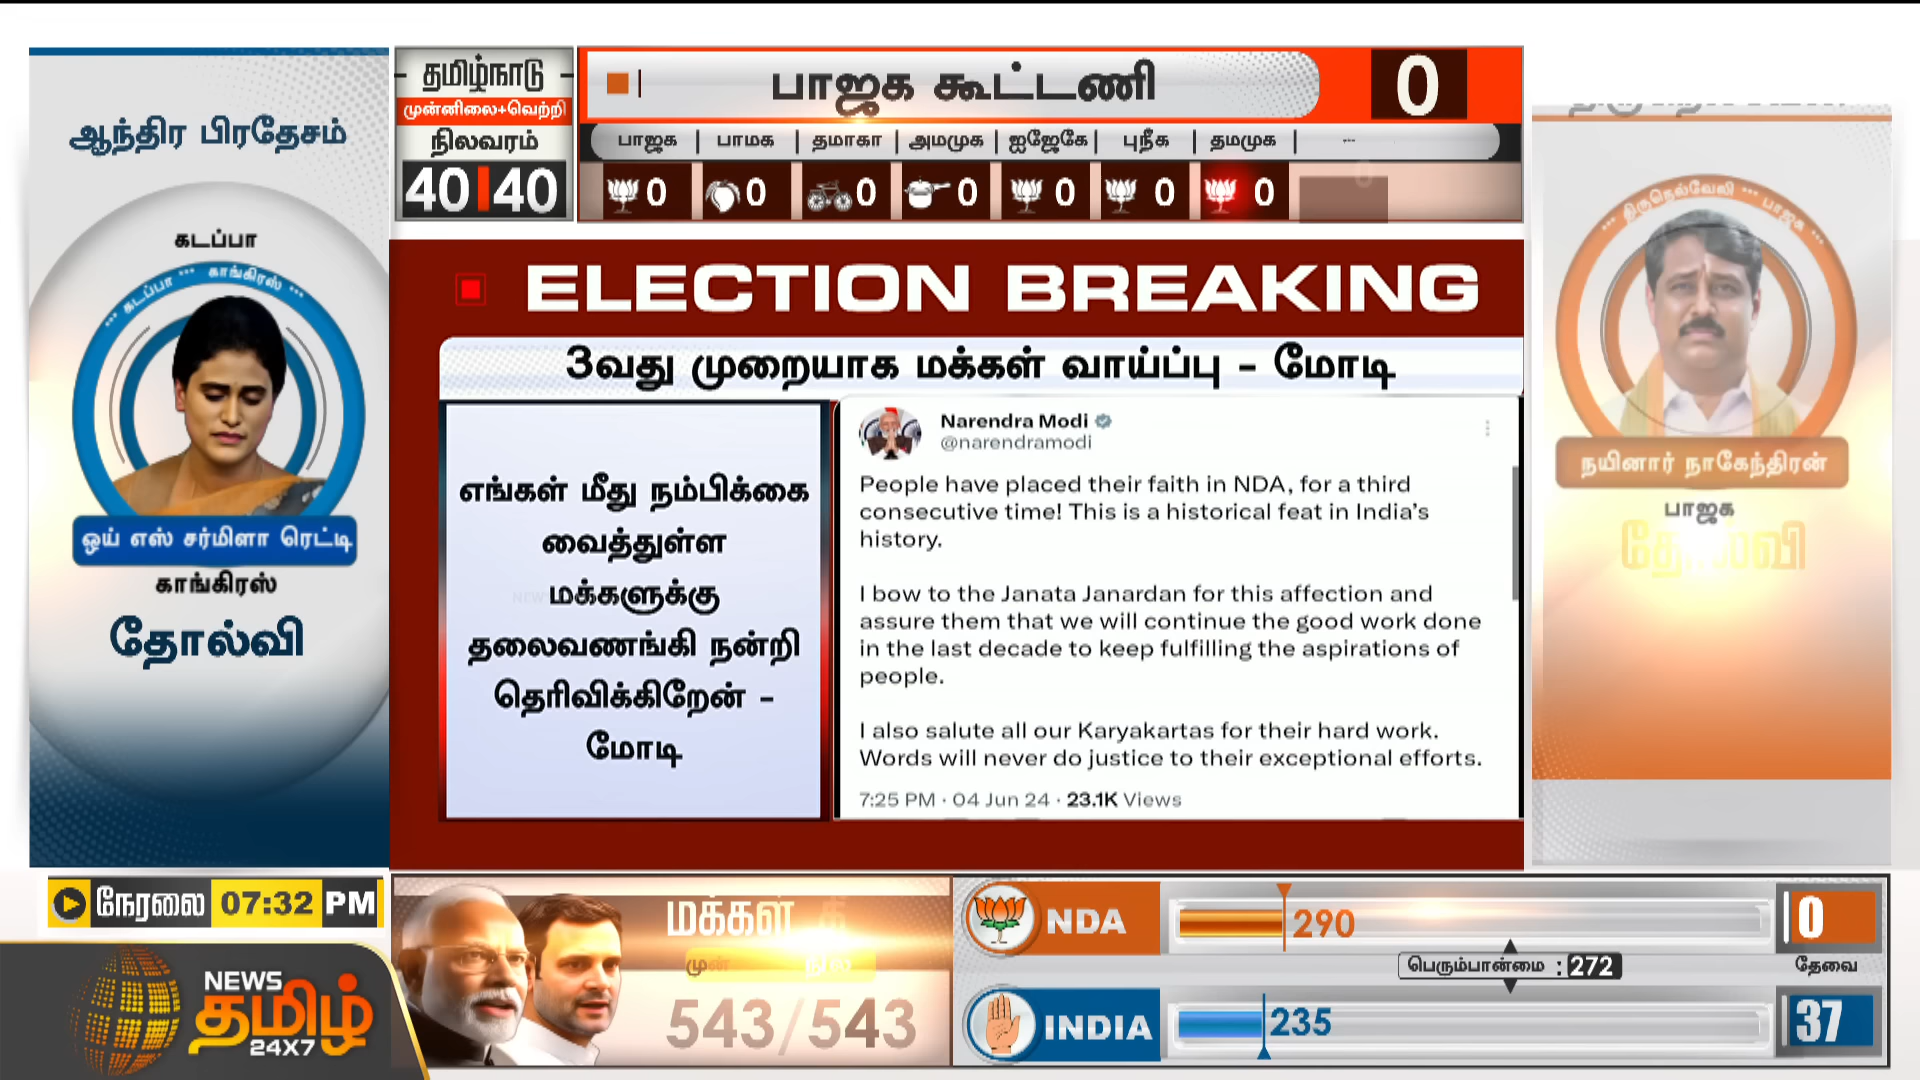 ஆந்திர பிரதேசம்
கடப்பா
கடப்பா ••• காங்கிரஸ் •••
ஒய் எஸ் சர்மிளா ரெட்டி
காங்கிரஸ்
தோல்வி
தமிழ்நாடு
முன்னிலை+வெற்றி
நிலவரம்
40 40
பாஜக கூட்டணி
0
பாஜக | பாமக | தமாகா | அமமுக | ஐஜேகே | புநீக | தமமுக | --
0 0 0 0 0 0 0
ELECTION BREAKING
3வது முறையாக மக்கள் வாய்ப்பு - மோடி
எங்கள் மீது நம்பிக்கை
வைத்துள்ள
மக்களுக்கு
தலைவணங்கி நன்றி
தெரிவிக்கிறேன் -
மோடி
Narendra Modi
@narendramodi
People have placed their faith in NDA, for a third
consecutive time! This is a historical feat in India's
history.
I bow to the Janata Janardan for this affection and
assure them that we will continue the good work done
in the last decade to keep fulfilling the aspirations of
people.
I also salute all our Karyakartas for their hard work.
Words will never do justice to their exceptional efforts.
7:25 PM · 04 Jun 24 · 23.1K Views
••• திருநெல்வேலி ••• பாஜக •••
நயினார் நாகேந்திரன்
பாஜக
தோல்வி
நேரலை 07:32 PM
NEWS
தமிழ்
24X7
மக்கள்
543/543
NDA 290 0
பெரும்பான்மை : 272
தேவை
INDIA 235 37